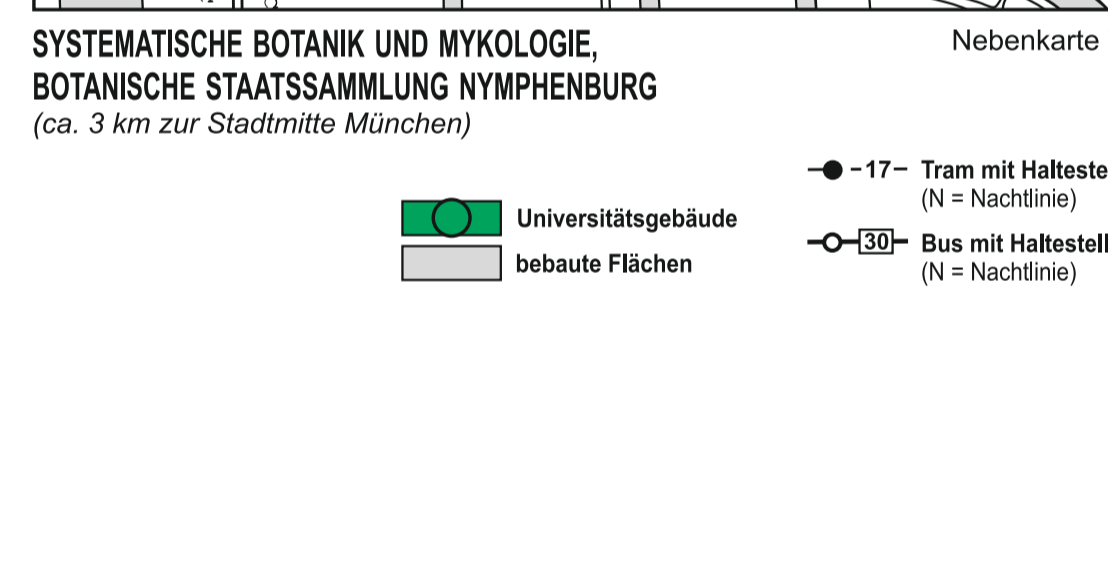 SYSTEMATISCHE BOTANIK UND MYKOLOGIE,
BOTANISCHE STAATSSAMMLUNG NYMPHENBURG
(ca. 3 km zur Stadtmitte München)
Nebenkarte
Universitätsgebäude
bebaute Flächen
-17- Tram mit Halteste
(N = Nachtlinie)
30 Bus mit Haltestell
(N = Nachtlinie)